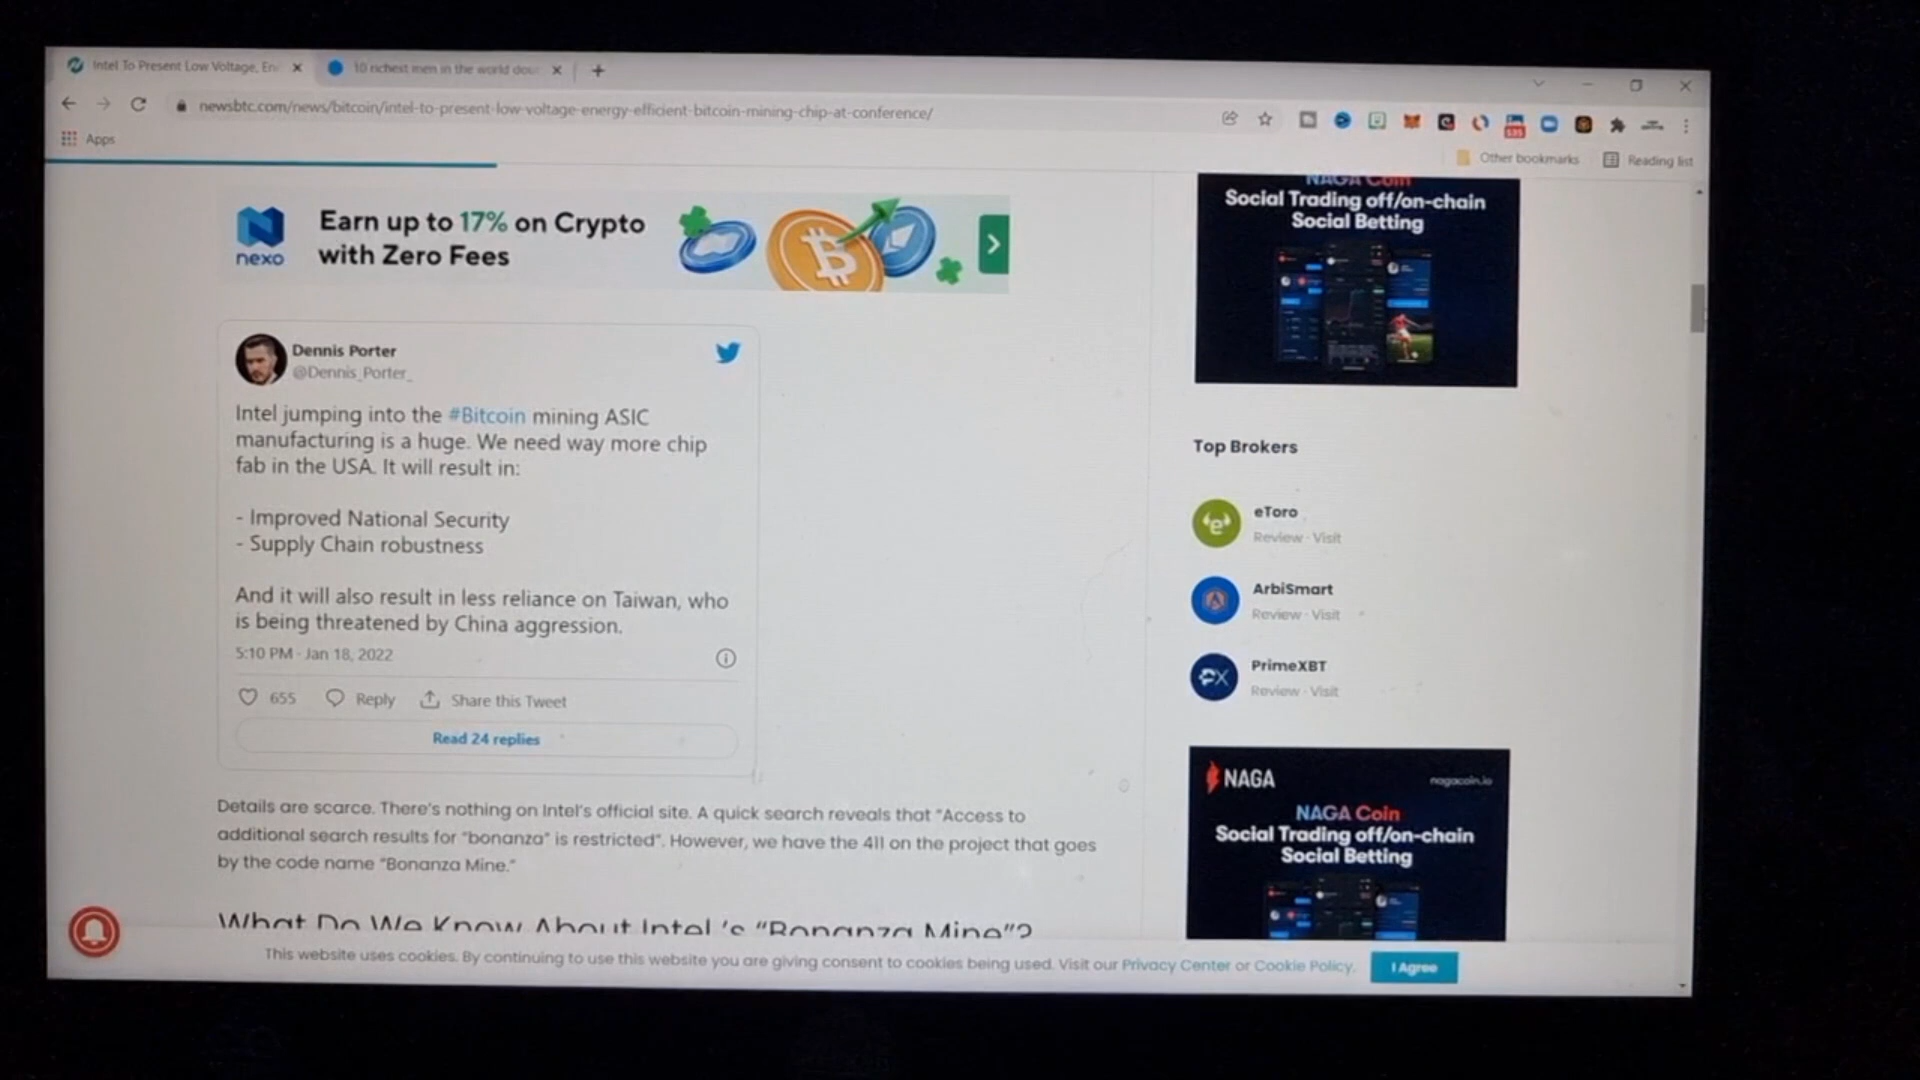 Intel To Present Low Voltage, En
10 richest men in the world dou
newsbtc.com/news/bitcoin/intel-to-present-low-voltage-energy-efficient-bitcoin-mining-chip-at-conference/
Apps
Other bookmarks
Reading list
nexo
Earn up to 17% on Crypto
with Zero Fees
Dennis Porter
@Dennis_Porter_
Intel jumping into the #Bitcoin mining ASIC
manufacturing is a huge. We need way more chip
fab in the USA. It will result in:
- Improved National Security
- Supply Chain robustness
And it will also result in less reliance on Taiwan, who
is being threatened by China aggression.
5:10 PM · Jan 18, 2022
655
Reply
Share this Tweet
Read 24 replies
Details are scarce. There's nothing on Intel's official site. A quick search reveals that "Access to
additional search results for "bonanza" is restricted". However, we have the 411 on the project that goes
by the code name "Bonanza Mine."
What Do We Know About Intel 's "Bonanza Mine"?
NAGA Coin
Social Trading off/on-chain
Social Betting
Top Brokers
eToro
Review · Visit
ArbiSmart
Review · Visit
PrimeXBT
Review · Visit
NAGA
nagacoin.io
NAGA Coin
Social Trading off/on-chain
Social Betting
This website uses cookies. By continuing to use this website you are giving consent to cookies being used. Visit our Privacy Center or Cookie Policy.
I Agree